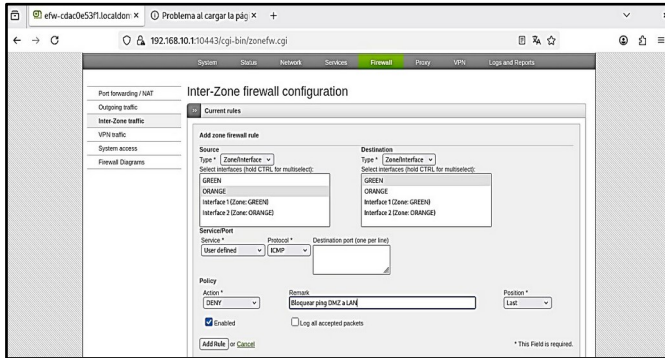 efw-cdac0e53f1.localdon × Problema al cargar la pág × +
192.168.10.1:10443/cgi-bin/zonefw.cgi
System Status Network Services Firewall Proxy VPN Logs and Reports
Port forwarding / NAT
Outgoing traffic
Inter-Zone traffic
VPN traffic
System access
Firewall Diagrams
Inter-Zone firewall configuration
» Current rules
Add zone firewall rule
Source Destination
Type * Zone/Interface Type * Zone/Interface
Select interfaces (hold CTRL for multiselect): Select interfaces (hold CTRL for multiselect):
GREEN GREEN
ORANGE ORANGE
Interface 1 (Zone: GREEN) Interface 1 (Zone: GREEN)
Interface 2 (Zone: ORANGE) Interface 2 (Zone: ORANGE)
Service/Port
Service * Protocol * Destination port (one per line)
User defined ICMP
Policy
Action * Remark Position *
DENY Bloquear ping DMZ a LAN Last
Enabled Log all accepted packets
Add Rule or Cancel * This Field is required.